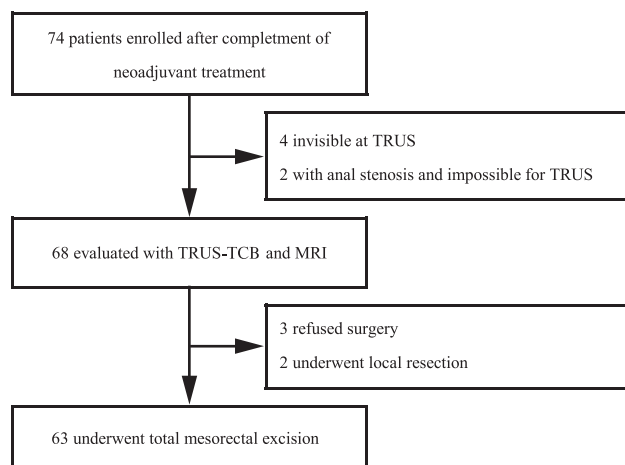 74 patients enrolled after completment of
neoadjuvant treatment
4 invisible at TRUS
2 with anal stenosis and impossible for TRUS
68 evaluated with TRUS-TCB and MRI
3 refused surgery
2 underwent local resection
63 underwent total mesorectal excision